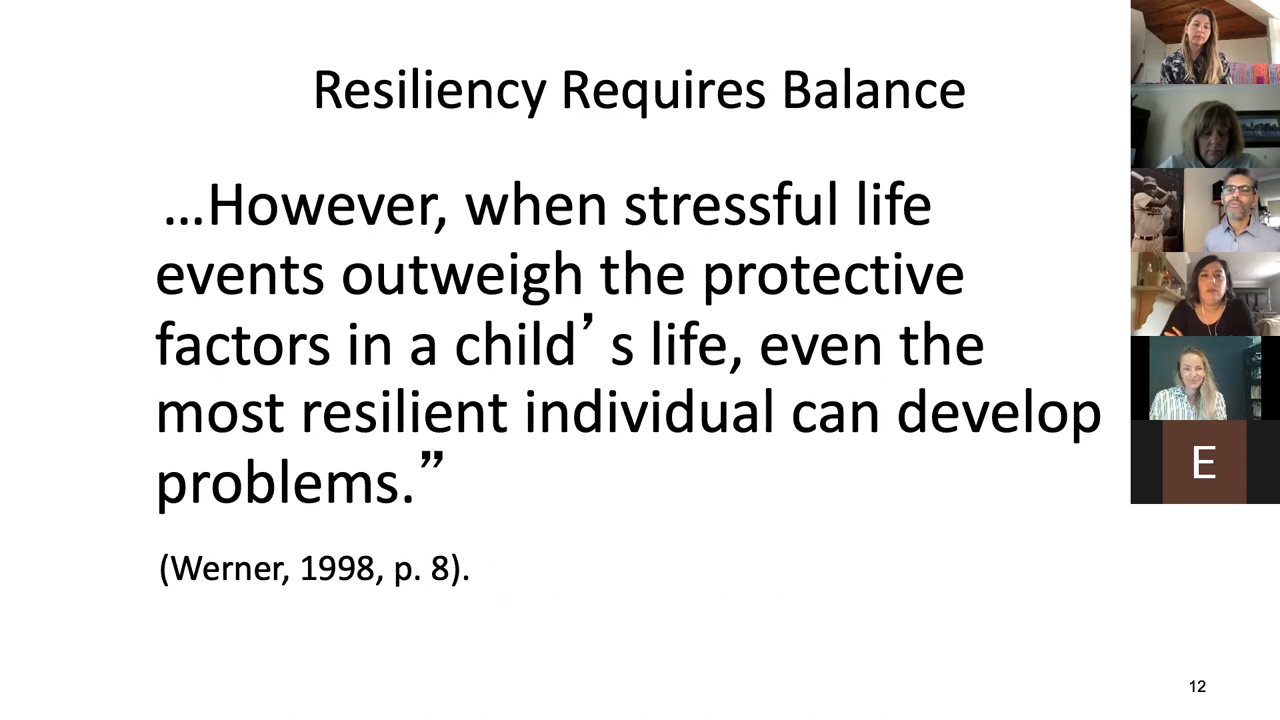 Resiliency Requires Balance
…However, when stressful life
events outweigh the protective
factors in a child’ s life, even the
most resilient individual can develop
problems.”
(Werner, 1998, p. 8).
E
12